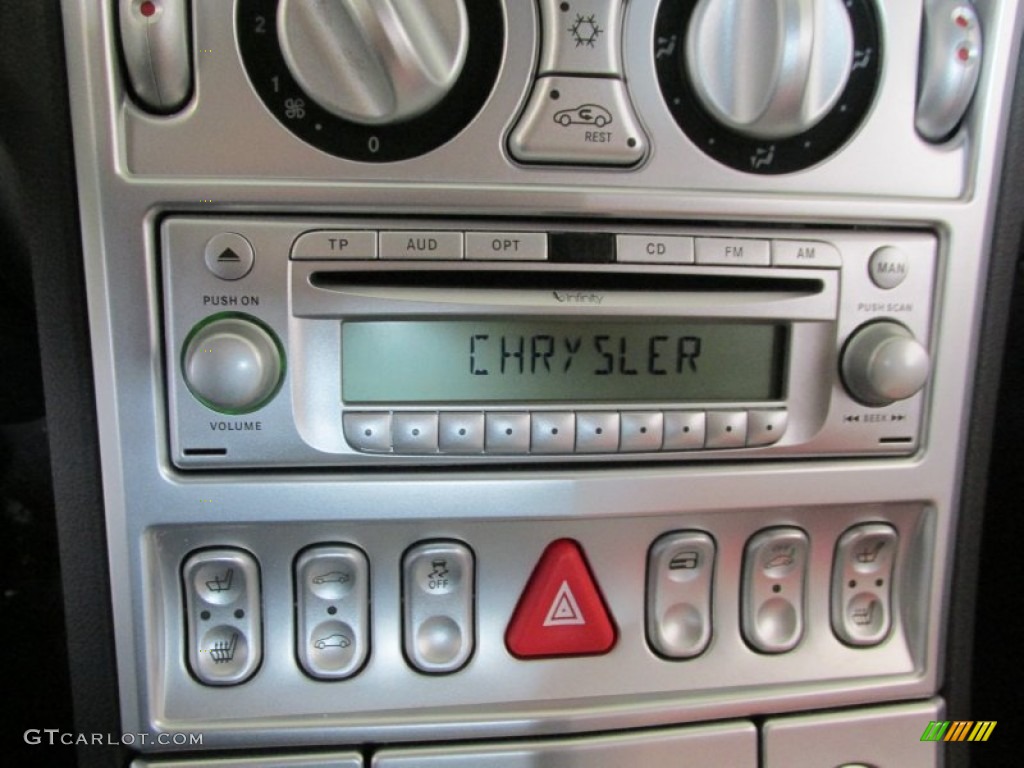 2
1
0
REST
TP AUD OPT CD FM AM
MAN
PUSH ON
Infinity
PUSH SCAN
CHRYSLER
VOLUME
SEEK
OFF
GTCARLOT.COM